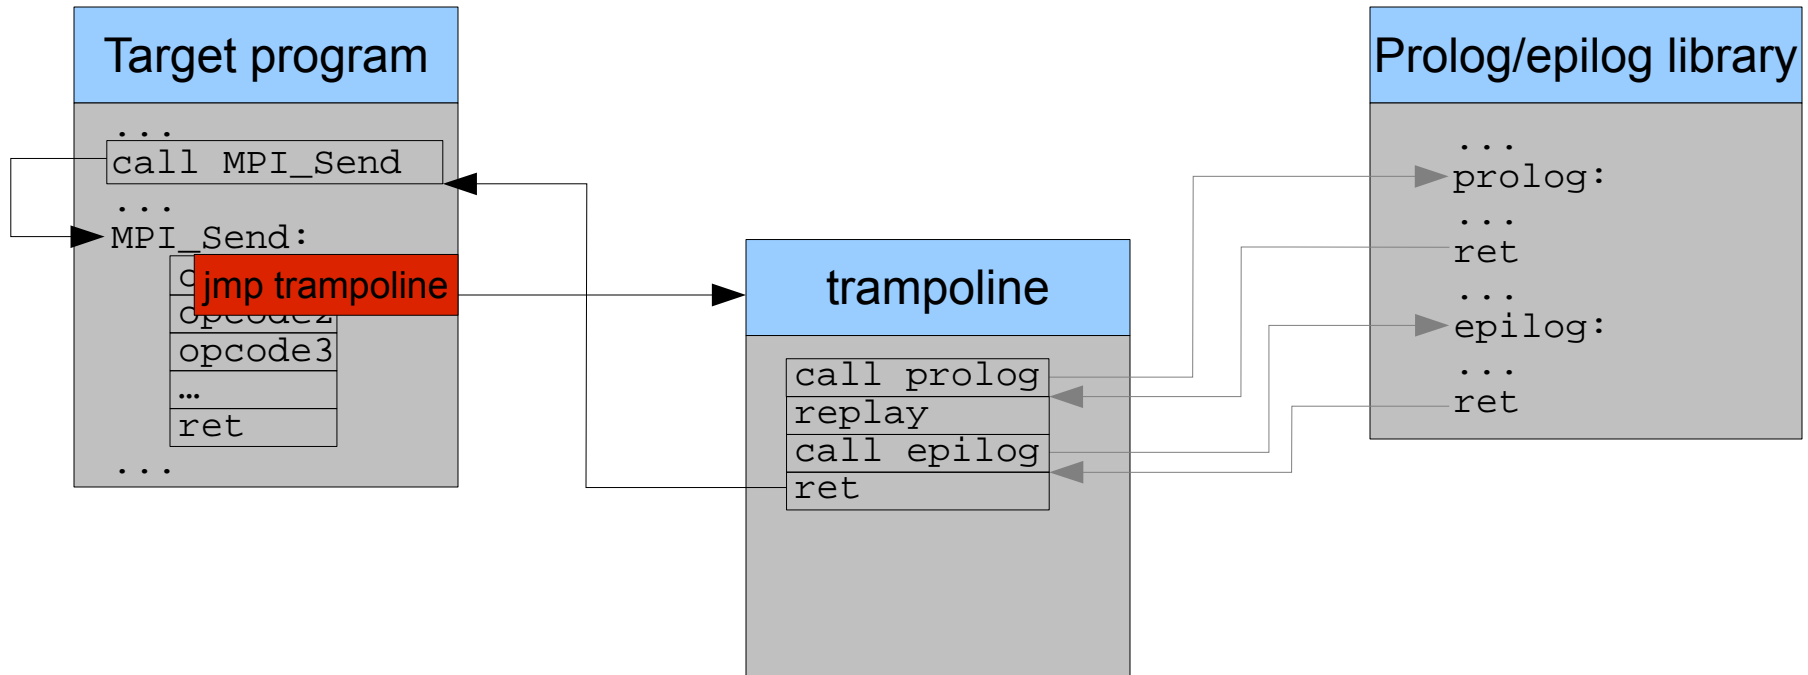 Target program
...
call MPI_Send
...
MPI_Send:
jmp trampoline
opcode2
opcode3
…
ret
...
trampoline
call prolog
replay
call epilog
ret
Prolog/epilog library
...
prolog:
...
ret
...
epilog:
...
ret